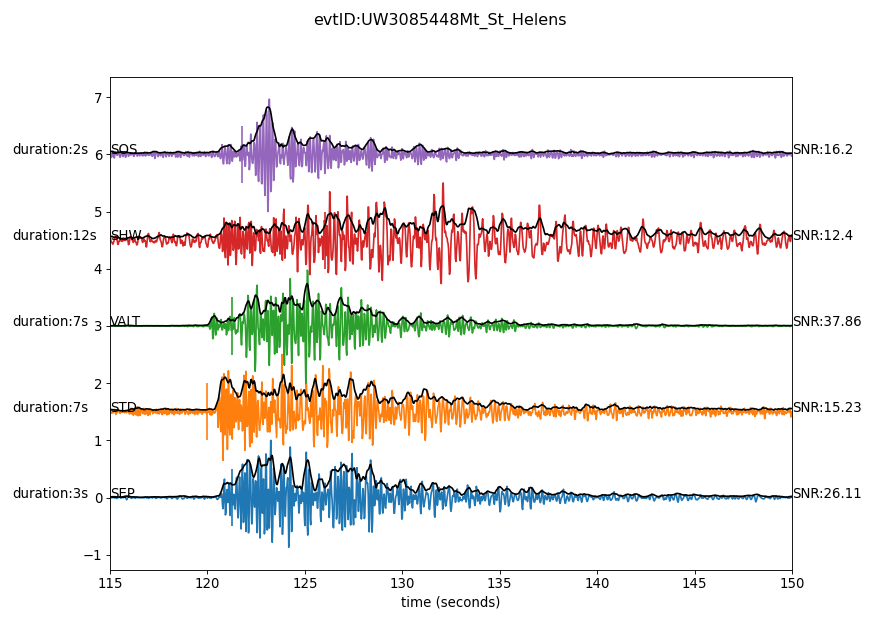 evtID:UW3085448Mt_St_Helens
7
duration:2s SOS SNR:16.2
6
5
duration:12s SHW SNR:12.4
4
duration:7s VALT SNR:37.86
3
2
duration:7s STD SNR:15.23
1
duration:3s SEP SNR:26.11
0
−1
115 120 125 130 135 140 145 150
time (seconds)